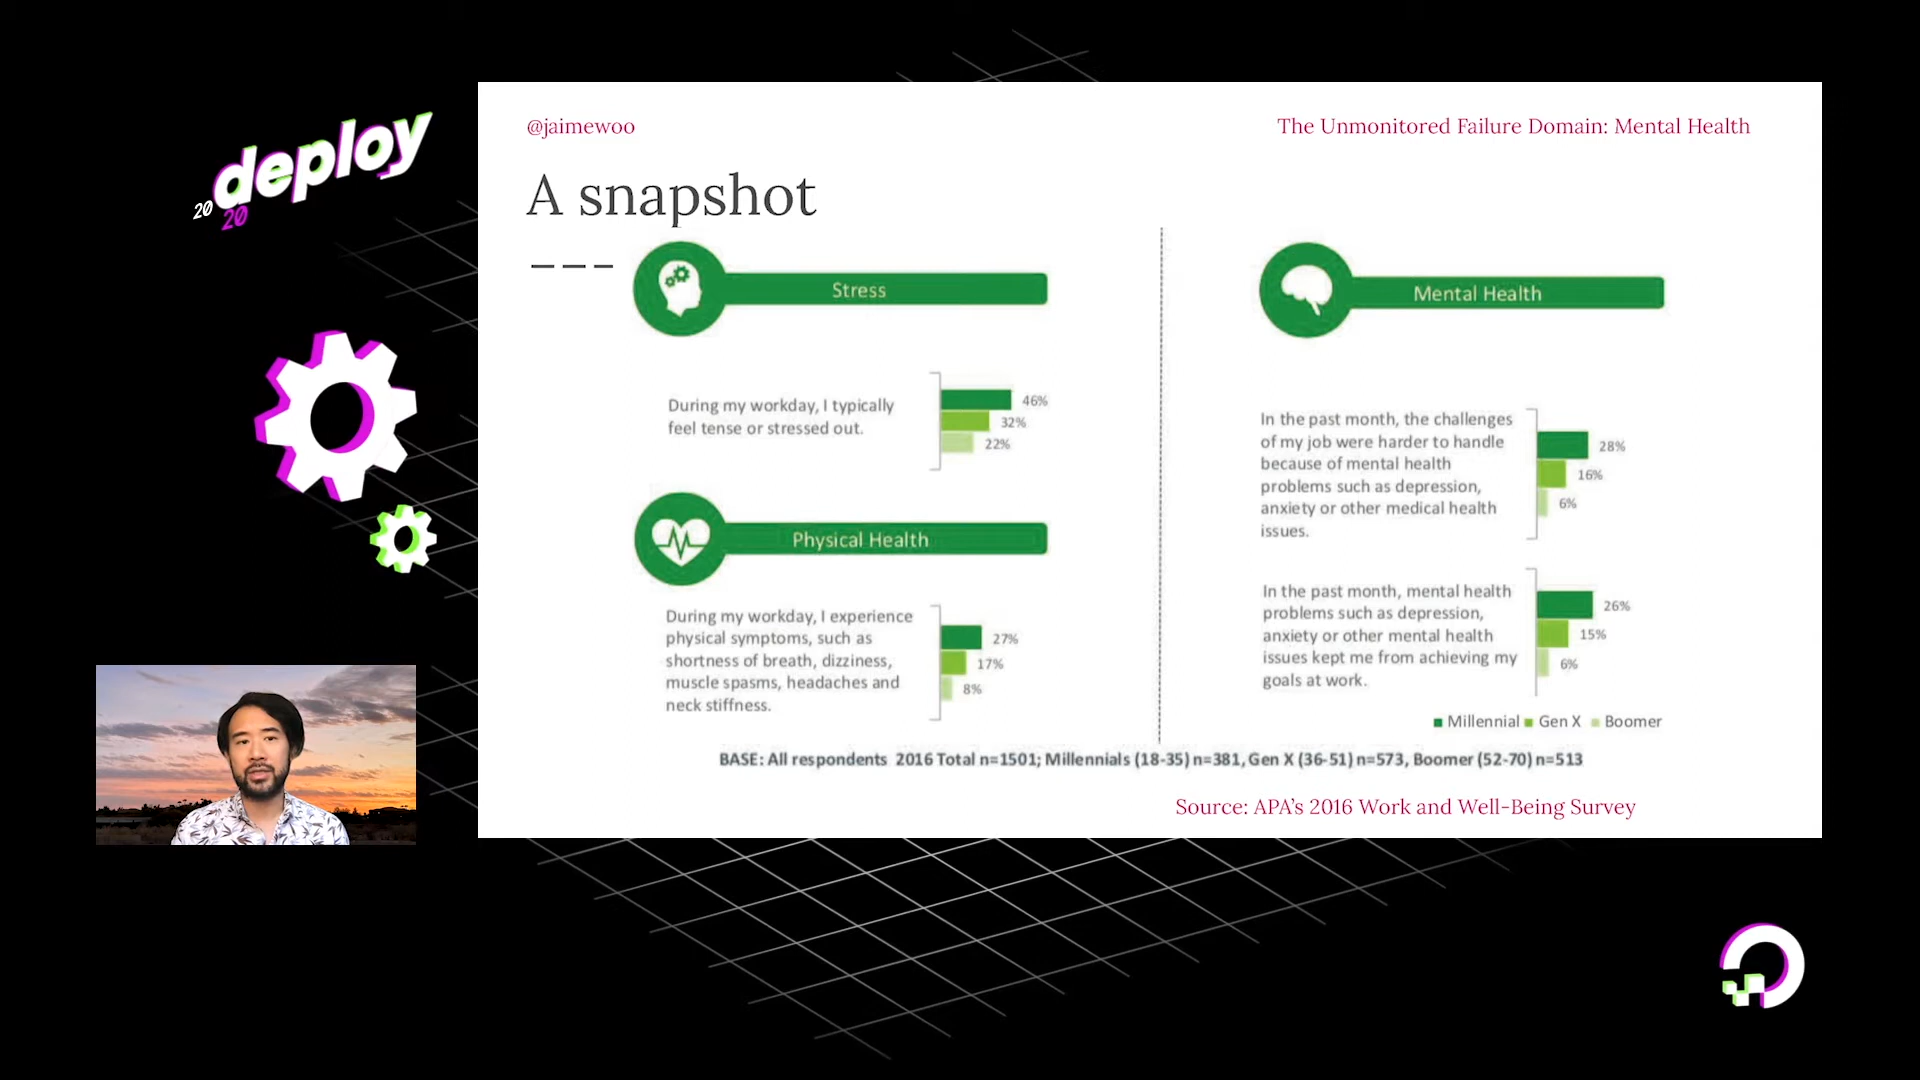 deploy
20
20
@jaimewoo
The Unmonitored Failure Domain: Mental Health
A snapshot
Stress
During my workday, I typically
feel tense or stressed out.
46%
32%
22%
Physical Health
During my workday, I experience
physical symptoms, such as
shortness of breath, dizziness,
muscle spasms, headaches and
neck stiffness.
27%
17%
8%
Mental Health
In the past month, the challenges
of my job were harder to handle
because of mental health
problems such as depression,
anxiety or other medical health
issues.
28%
16%
6%
In the past month, mental health
problems such as depression,
anxiety or other mental health
issues kept me from achieving my
goals at work.
26%
15%
6%
Millennial Gen X Boomer
BASE: All respondents 2016 Total n=1501; Millennials (18-35) n=381, Gen X (36-51) n=573, Boomer (52-70) n=513
Source: APA's 2016 Work and Well-Being Survey